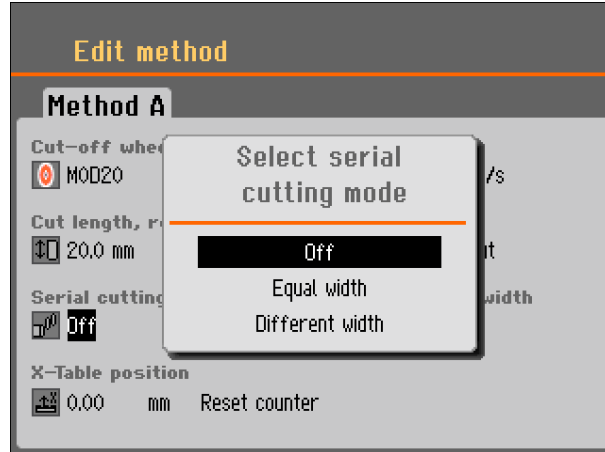 Edit method
Method A
Cut-off whee
Select serial
cutting mode
MOD20
/s
Cut length, r
20.0 mm
Off
ut
Equal width
Serial cutting
width
Off
Different width
X-Table position
0.00 mm Reset counter